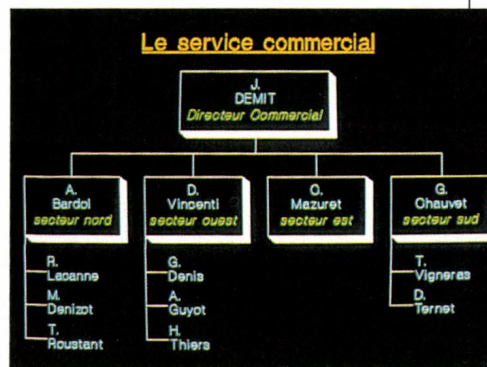 Le service commercial
J.
DEMIT
Directeur Commercial
A.
Bardol
secteur nord
D.
Vincenti
secteur ouest
C.
Mazuret
secteur est
G.
Chauvet
secteur sud
R.
Lacanne
M.
Denizot
T.
Roustant
G.
Denis
A.
Guyot
H.
Thiers
T.
Vigneras
D.
Ternet